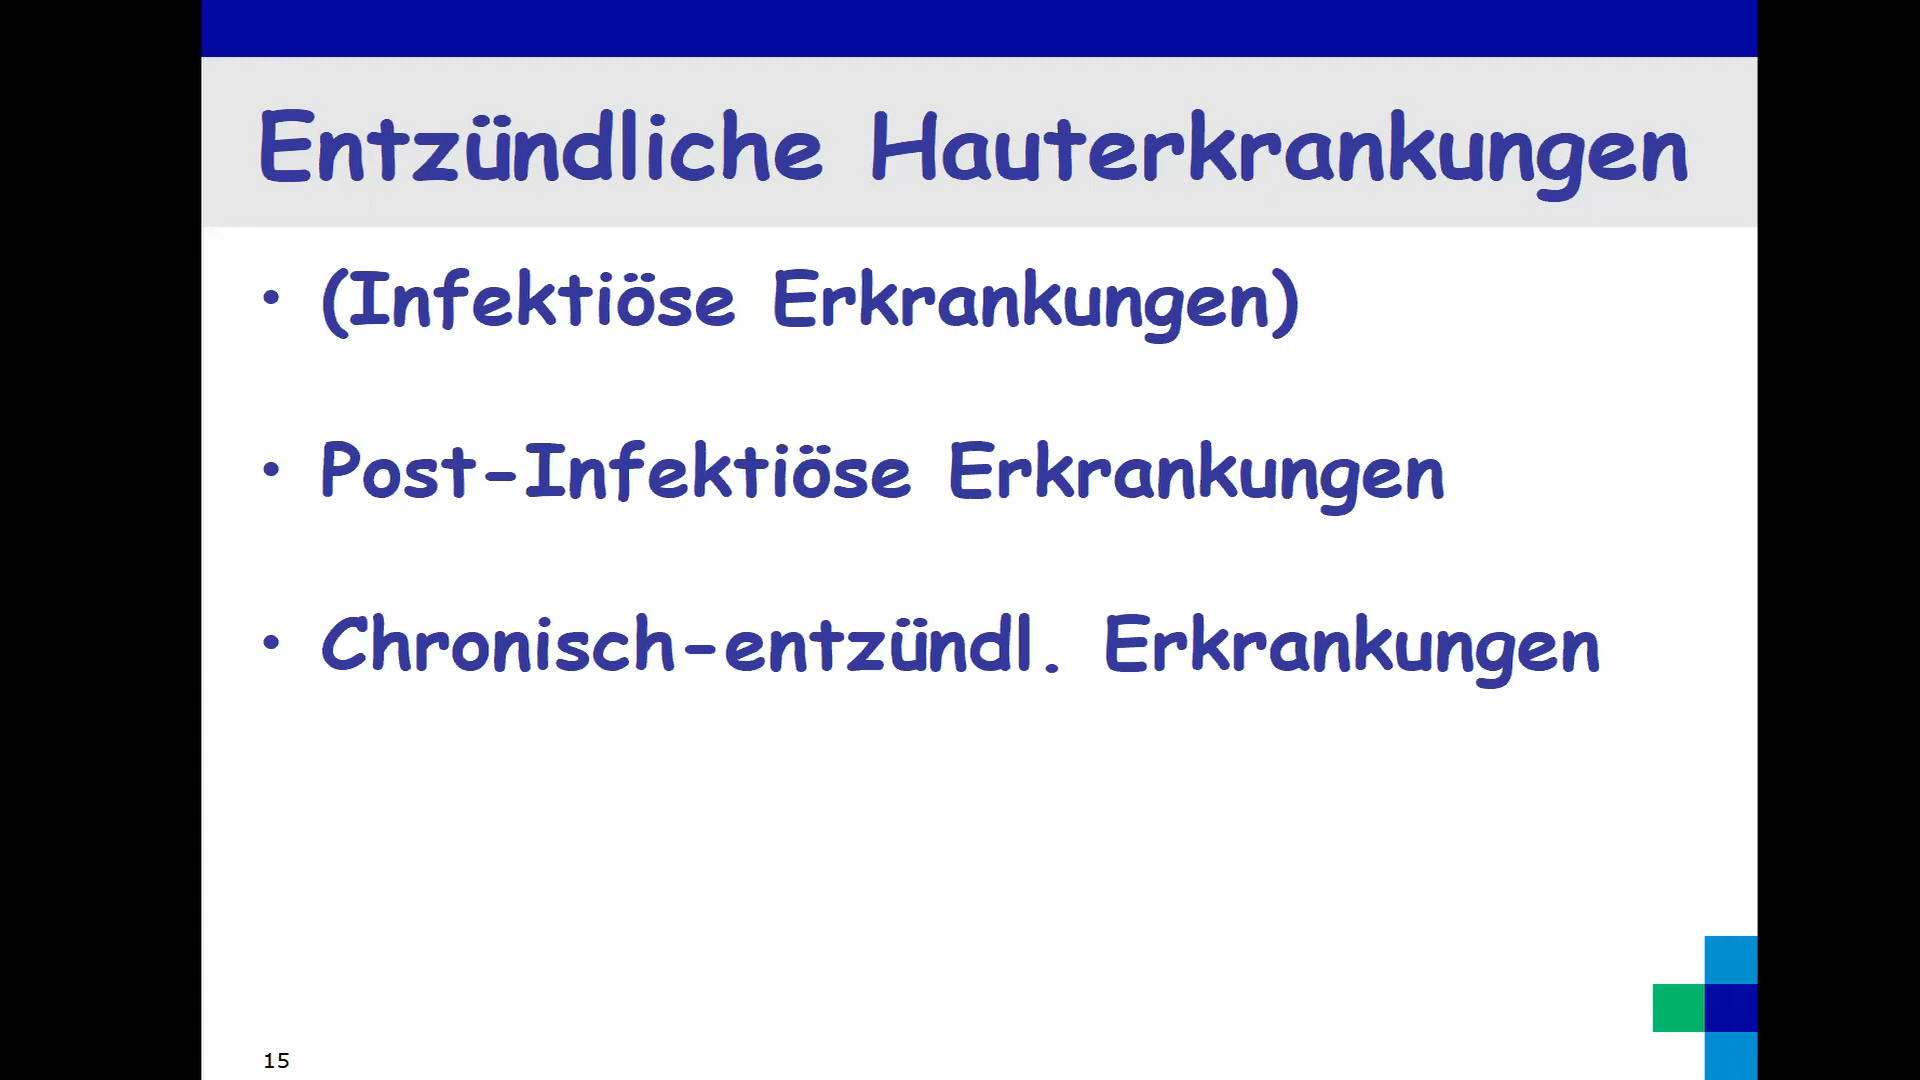 Entzündliche Hauterkrankungen
• (Infektiöse Erkrankungen)
• Post-Infektiöse Erkrankungen
• Chronisch-entzündl. Erkrankungen
15